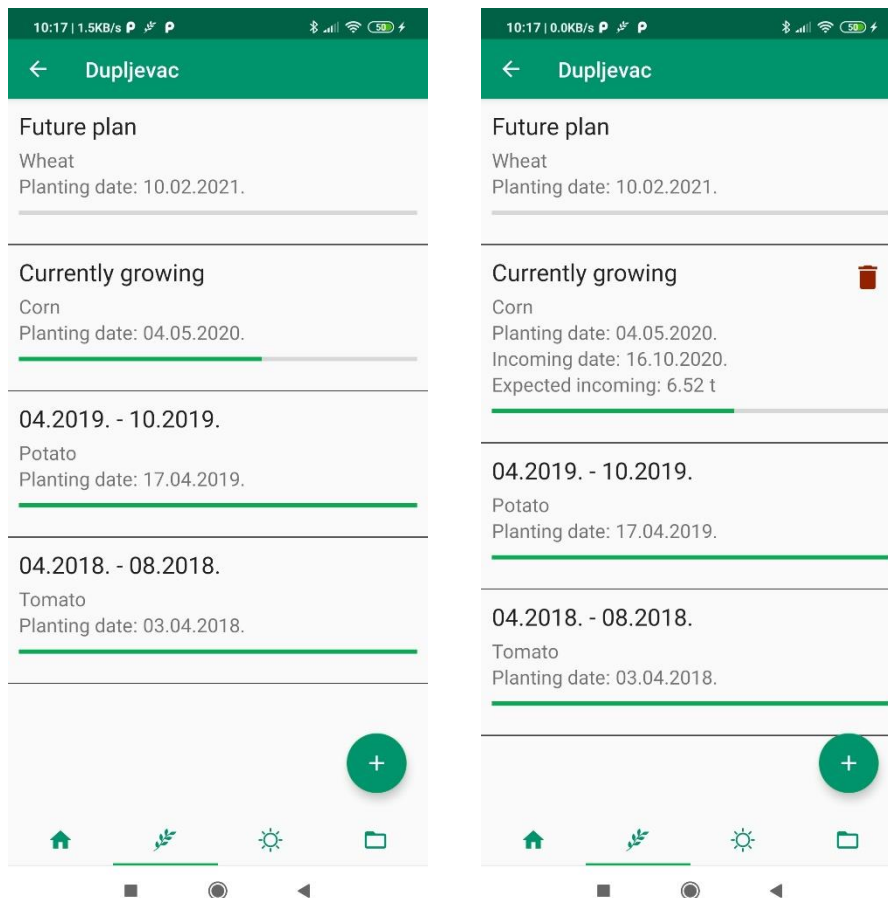 10:17 | 1.5KB/s
50
Dupljevac
Future plan
Wheat
Planting date: 10.02.2021.
Currently growing
Corn
Planting date: 04.05.2020.
04.2019. - 10.2019.
Potato
Planting date: 17.04.2019.
04.2018. - 08.2018.
Tomato
Planting date: 03.04.2018.
+
10:17 | 0.0KB/s
50
Dupljevac
Future plan
Wheat
Planting date: 10.02.2021.
Currently growing
Corn
Planting date: 04.05.2020.
Incoming date: 16.10.2020.
Expected incoming: 6.52 t
04.2019. - 10.2019.
Potato
Planting date: 17.04.2019.
04.2018. - 08.2018.
Tomato
Planting date: 03.04.2018.
+